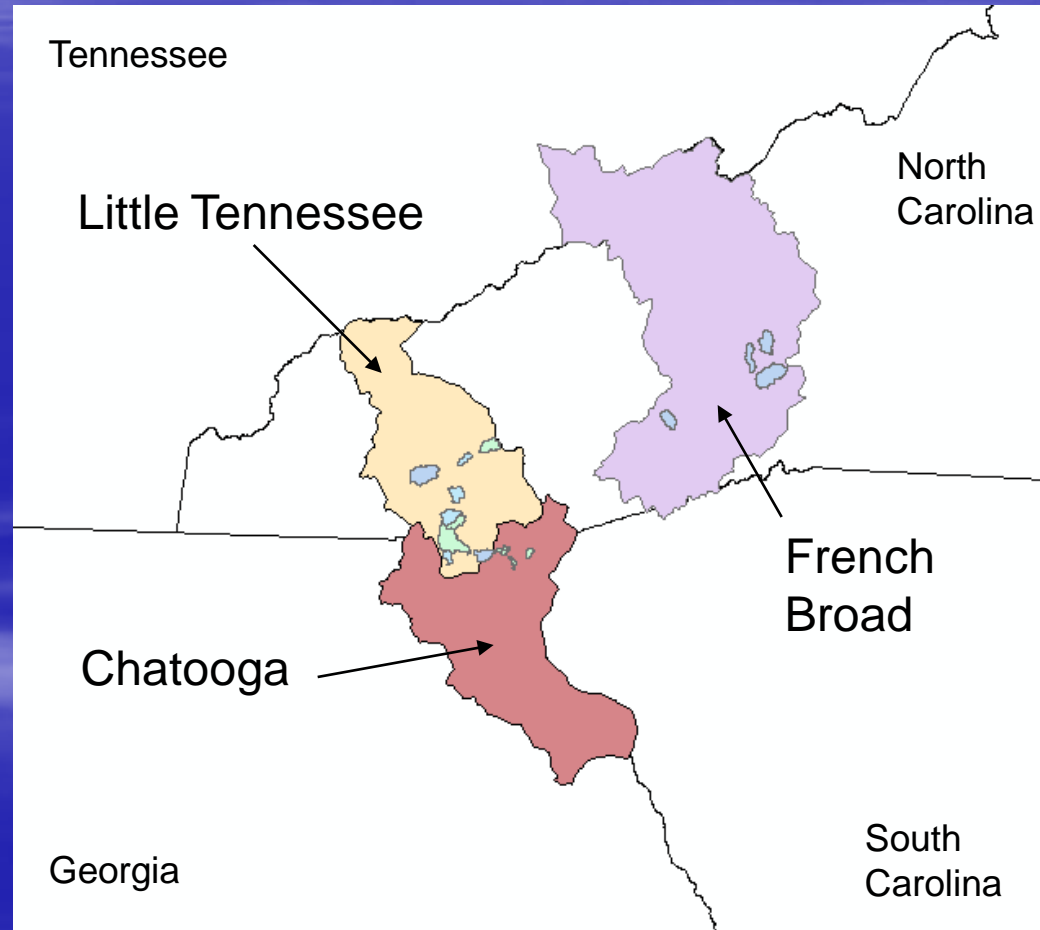 Tennessee
North
Carolina
Little Tennessee
French
Broad
Chatooga
South
Carolina
Georgia